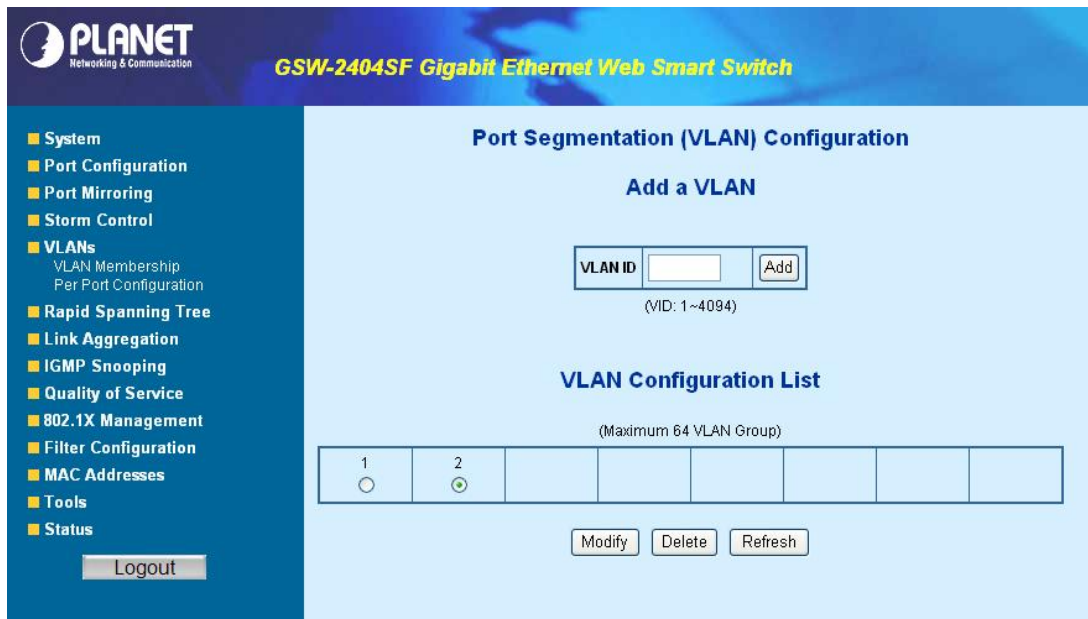 PLANET
Networking & Communication
GSW-2404SF Gigabit Ethernet Web Smart Switch
System
Port Configuration
Port Mirroring
Storm Control
VLANs
VLAN Membership
Per Port Configuration
Rapid Spanning Tree
Link Aggregation
IGMP Snooping
Quality of Service
802.1X Management
Filter Configuration
MAC Addresses
Tools
Status
Logout
Port Segmentation (VLAN) Configuration
Add a VLAN
VLAN ID Add
(VID: 1~4094)
VLAN Configuration List
(Maximum 64 VLAN Group)
1 2
Modify Delete Refresh